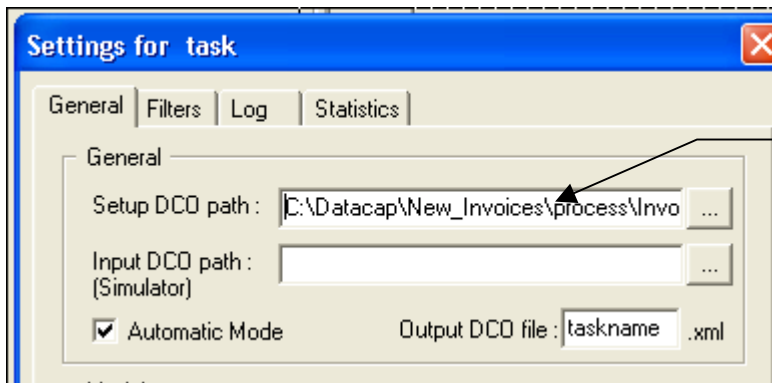 Settings for task
General Filters Log Statistics
General
Setup DCO path : C:\Datacap\New_Invoices\process\Invo ...
Input DCO path : ...
(Simulator)
Automatic Mode Output DCO file : taskname .xml